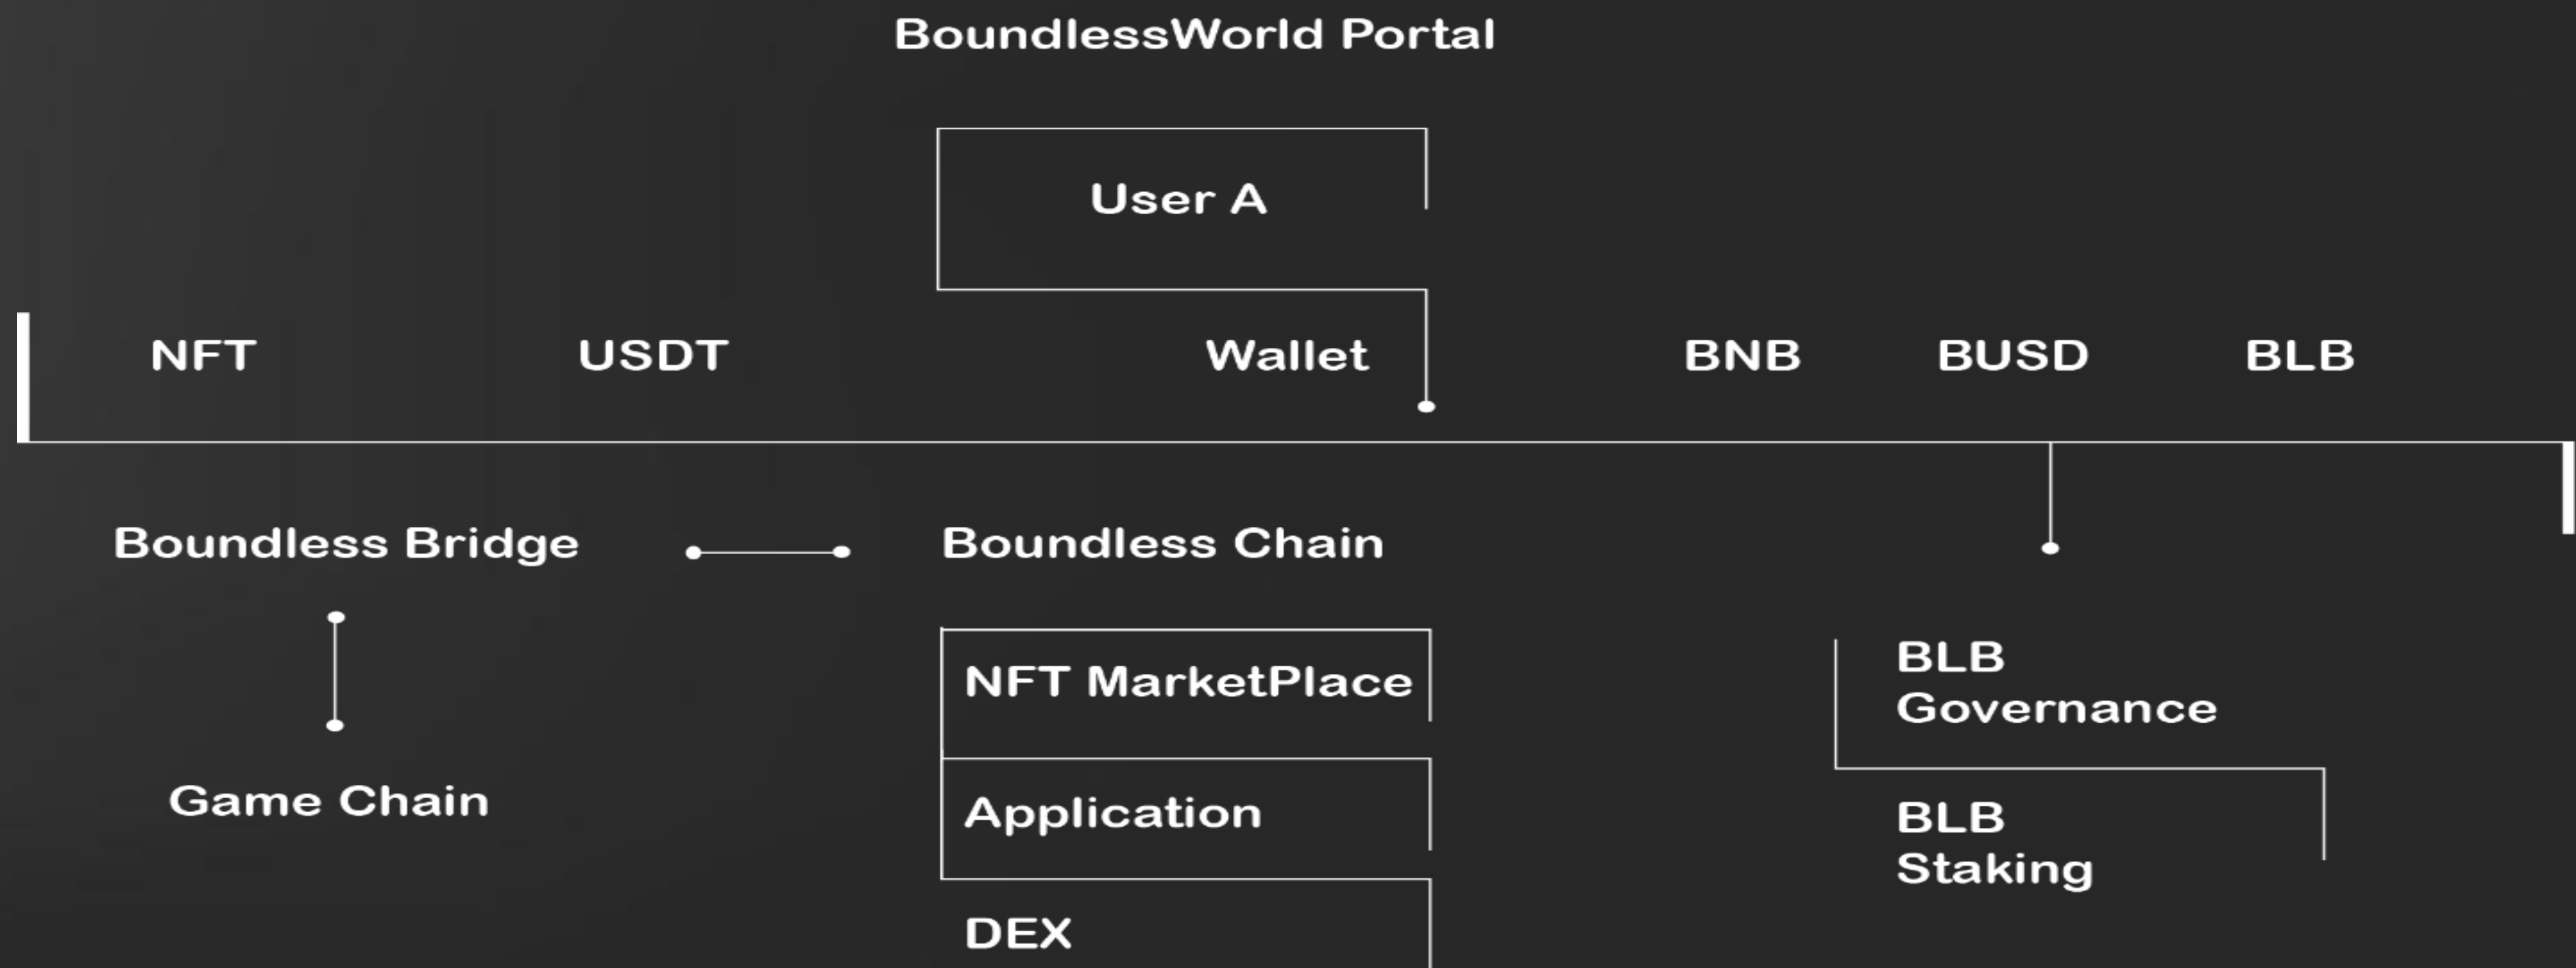 BoundlessWorld Portal
User A
NFT USDT Wallet BNB BUSD BLB
Boundless Bridge Boundless Chain
NFT MarketPlace
Application
DEX
Game Chain
BLB
Governance
BLB
Staking